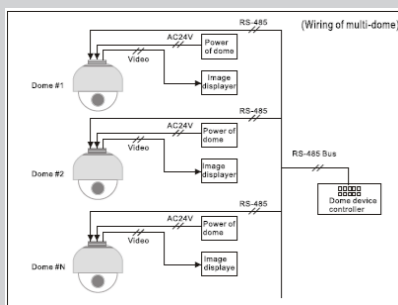 RS-485
(Wiring of multi-dome)
AC24V
Power
of dome
Video
Dome #1
Image
displayer
RS-485
AC24V
Power of
dome
Video
Image
displayer
Dome #2
RS-485 Bus
Dome device
controller
RS-485
AC24V
Power of
dome
Video
Image
displaye
Dome #N